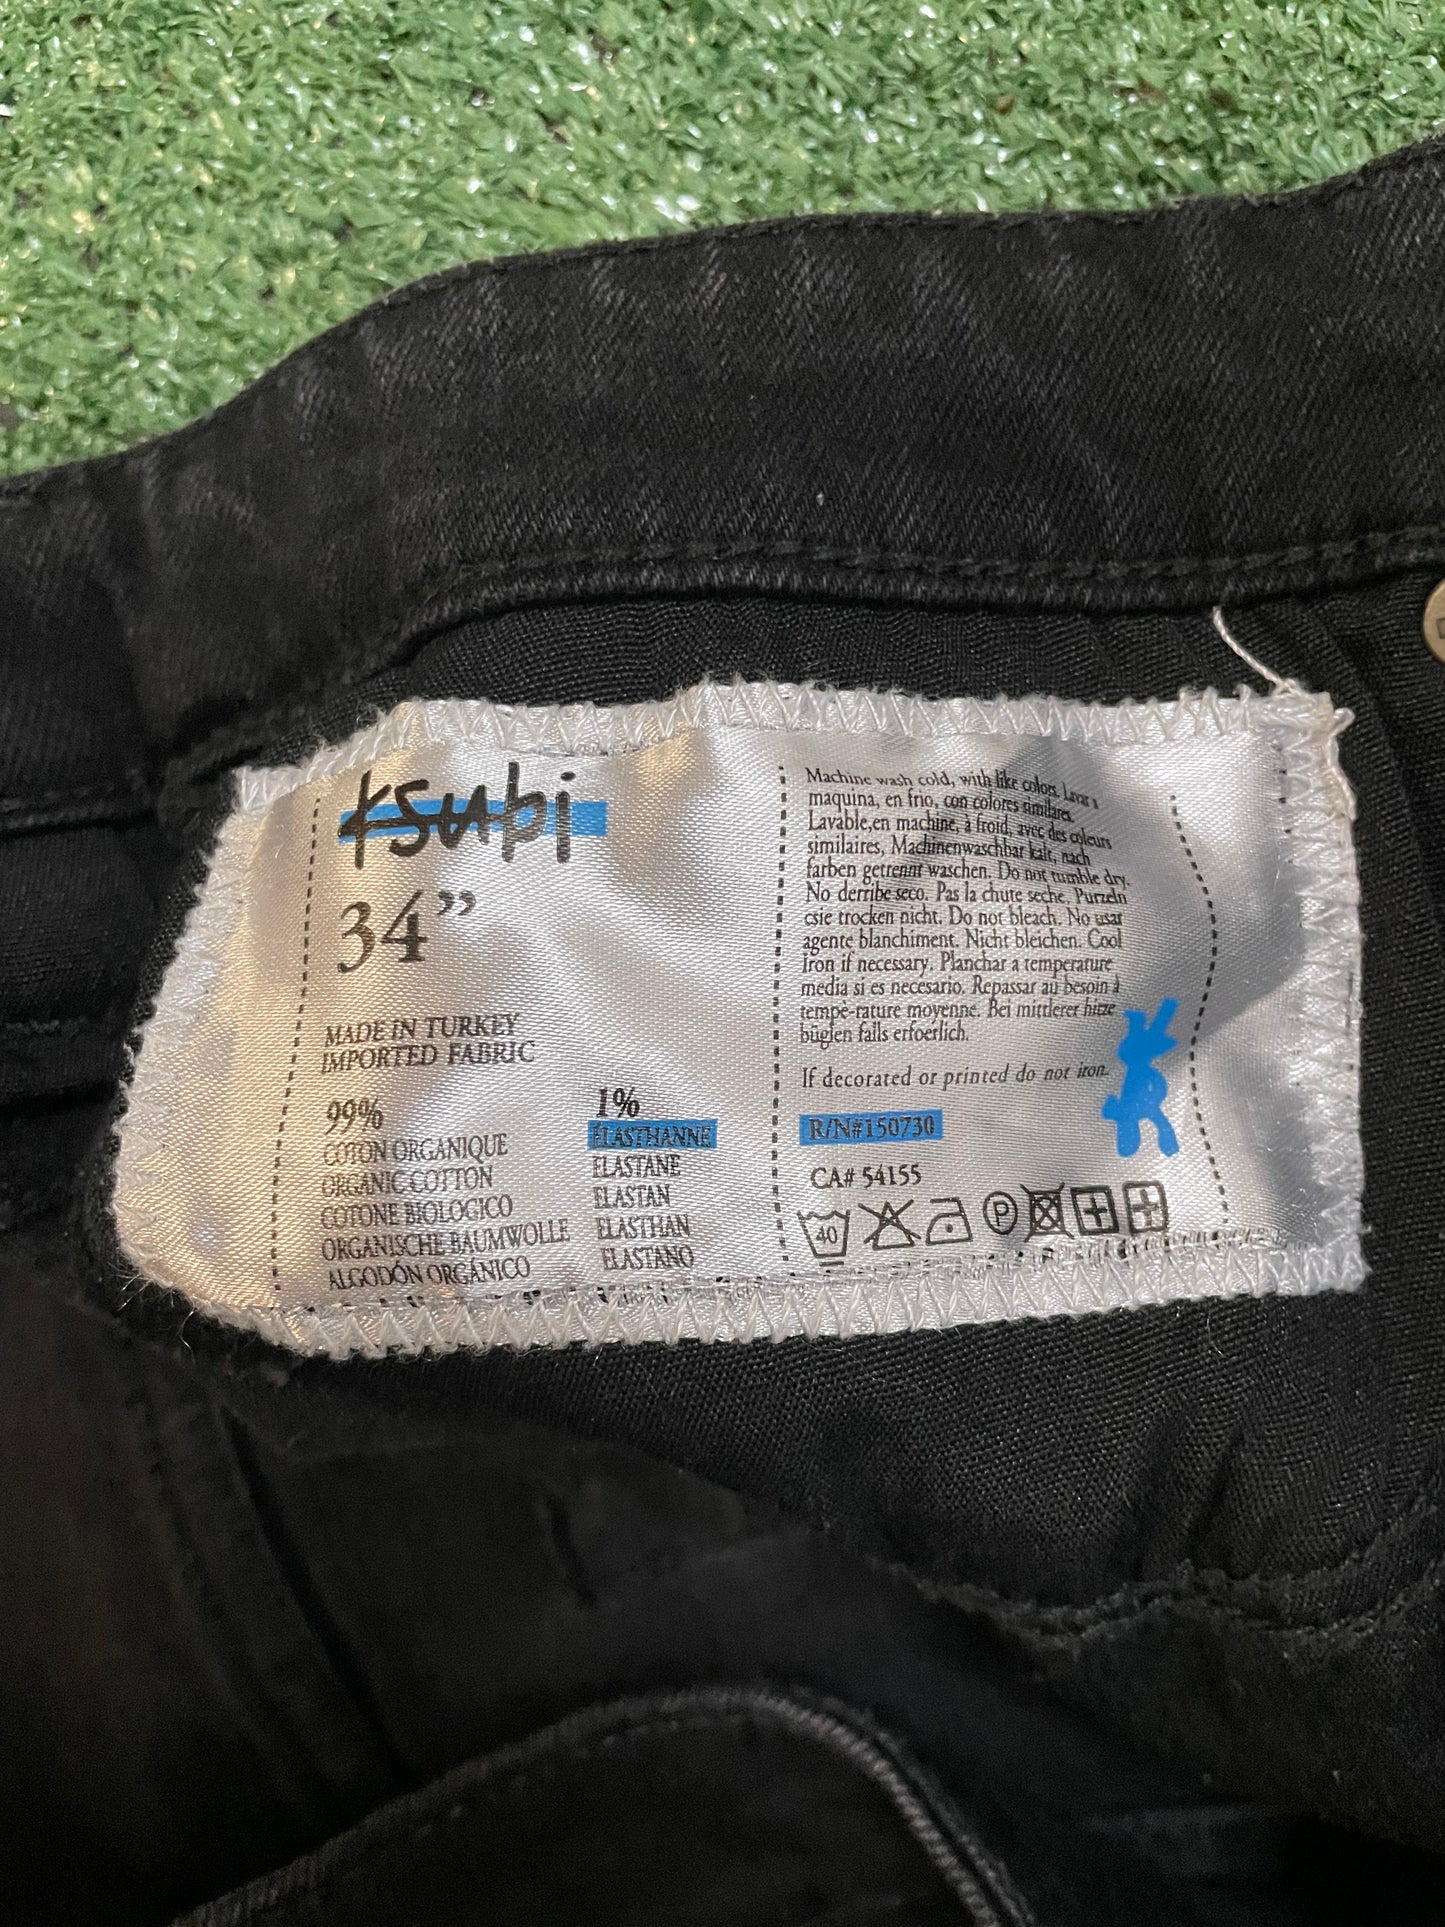 ksubi
34”
MADE IN TURKEY
IMPORTED FABRIC
99%
COTON ORGANIQUE
ORGANIC COTTON
COTONE BIOLOGICO
ORGANISCHE BAUMWOLLE
ALGODÓN ORGÁNICO
1%
ÉLASTHANNE
ELASTANE
ELASTAN
ELASTHAN
ELASTANO
Machine wash cold, with like colors. Lavar a
maquina, en frio, con colores similares.
Lavable,en machine, à froid, avec des coleurs
similaires, Machinenwaschbar kalt, nach
farben getrennt waschen. Do not tumble dry.
No derribe seco. Pas la chute seche, Purzeln
csie trocken nicht. Do not bleach. No usar
agente blanchiment. Nicht bleichen. Cool
Iron if necessary. Planchar a temperature
media si es necesario. Repassar au besoin à
tempè-rature moyenne. Bei mittlerer hitze
büglen falls erfoerlich.
If decorated or printed do not iron.
R/N#150730
CA# 54155
40 P